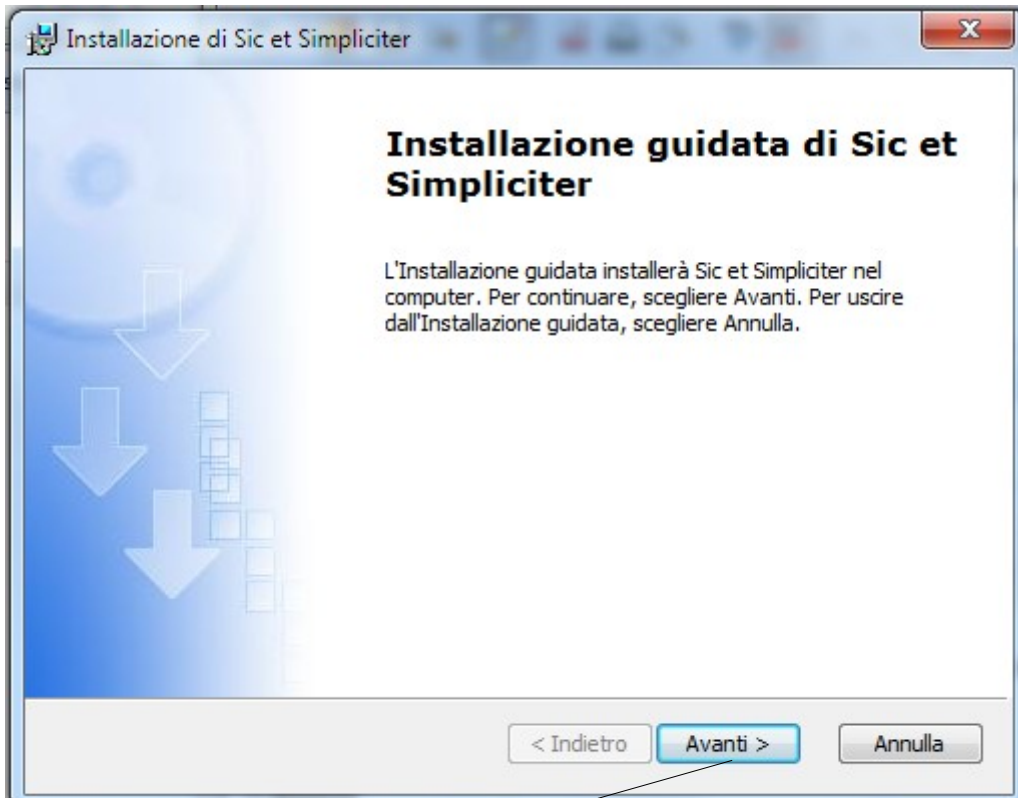 Installazione di Sic et Simpliciter
Installazione guidata di Sic et
Simpliciter
L'Installazione guidata installerà Sic et Simpliciter nel
computer. Per continuare, scegliere Avanti. Per uscire
dall'Installazione guidata, scegliere Annulla.
< Indietro Avanti > Annulla